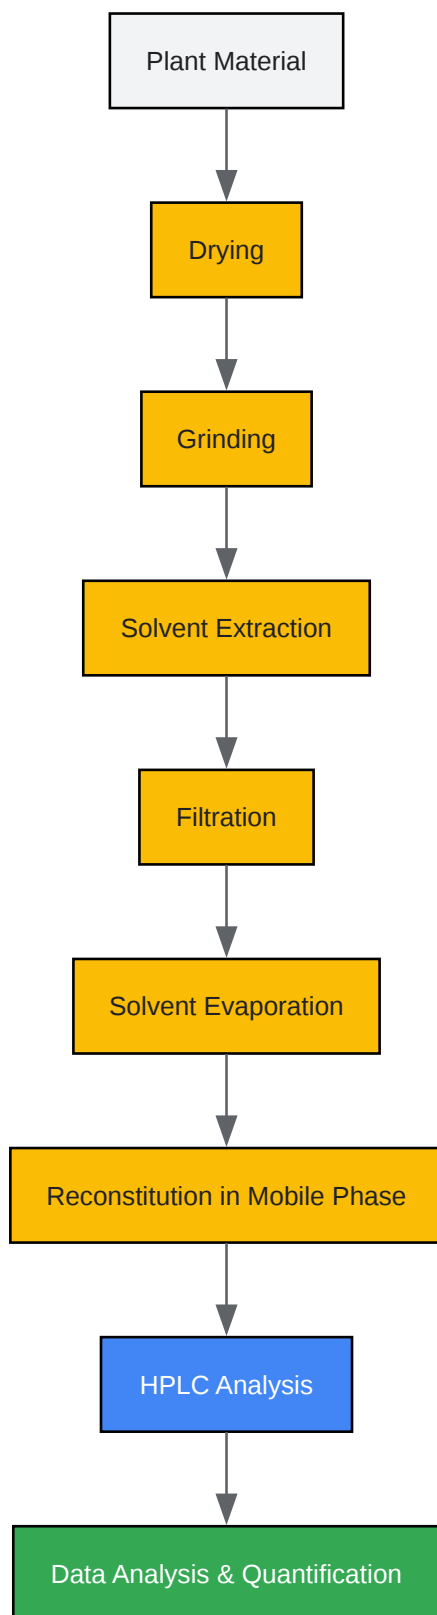 Plant Material
Drying
Grinding
Solvent Extraction
Filtration
Solvent Evaporation
Reconstitution in Mobile Phase
HPLC Analysis
Data Analysis & Quantification